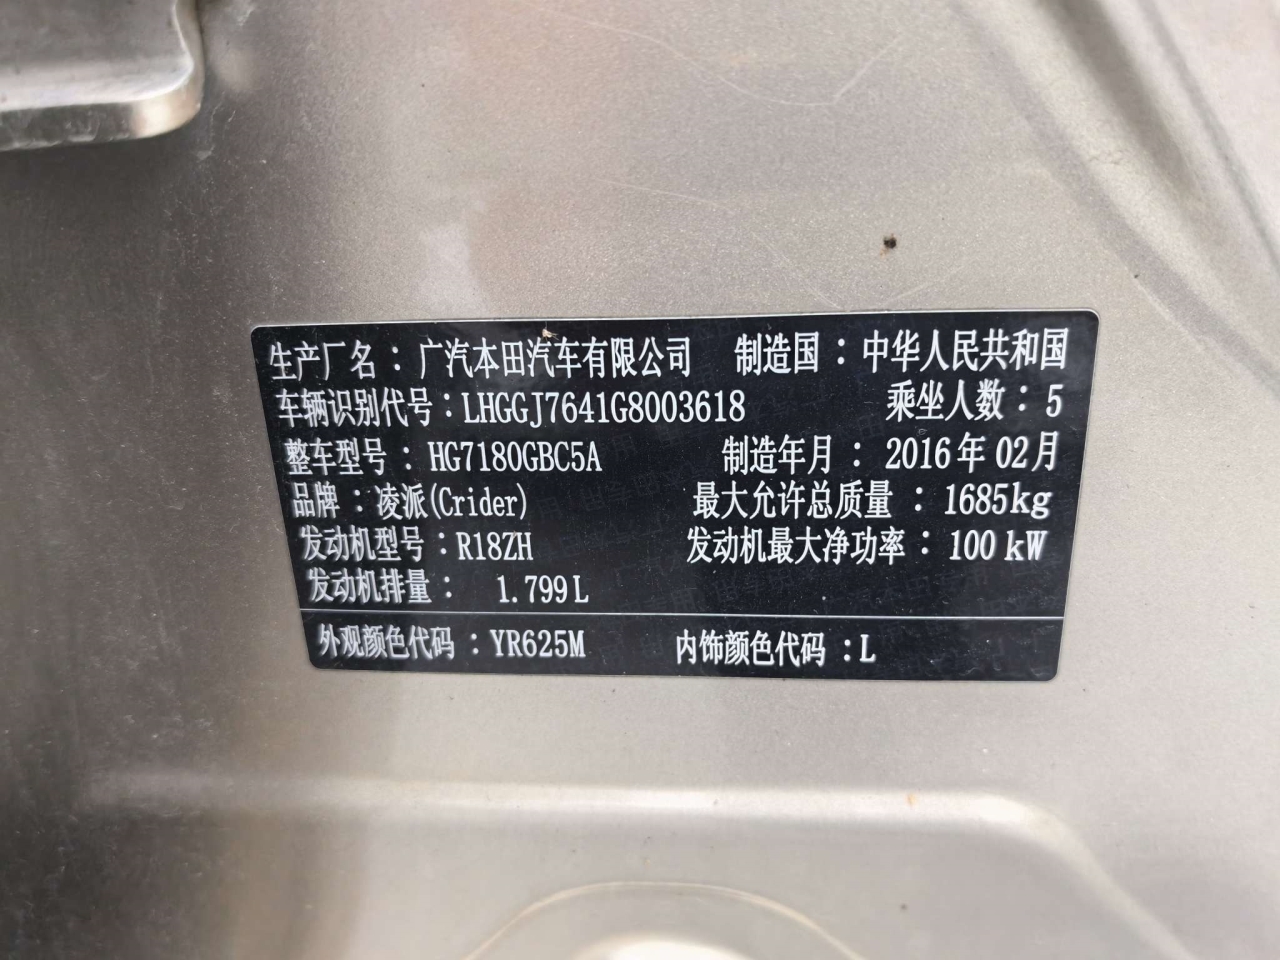 生产厂名：广汽本田汽车有限公司 制造国：中华人民共和国
车辆识别代号：LHGGJ7641G8003618 乘坐人数：5
整车型号：HG7180GBC5A 制造年月：2016年02月
品牌：凌派(Crider) 最大允许总质量：1685kg
发动机型号：R18ZH 发动机最大净功率：100 kW
发动机排量：1.799L
外观颜色代码：YR625M 内饰颜色代码：L